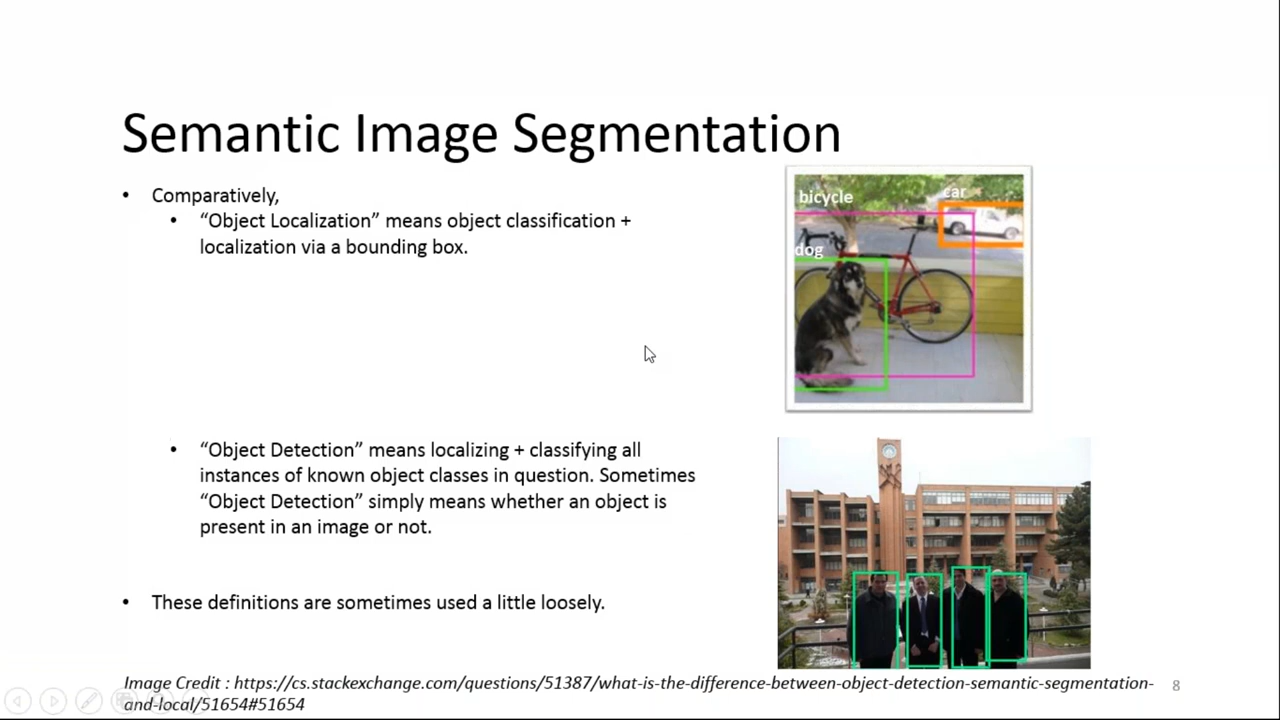 Semantic Image Segmentation
• Comparatively,
• “Object Localization” means object classification +
localization via a bounding box.
bicycle
car
dog
• “Object Detection” means localizing + classifying all
instances of known object classes in question. Sometimes
“Object Detection” simply means whether an object is
present in an image or not.
• These definitions are sometimes used a little loosely.
Image Credit : https://cs.stackexchange.com/questions/51387/what-is-the-difference-between-object-detection-semantic-segmentation-
and-local/51654#51654
8